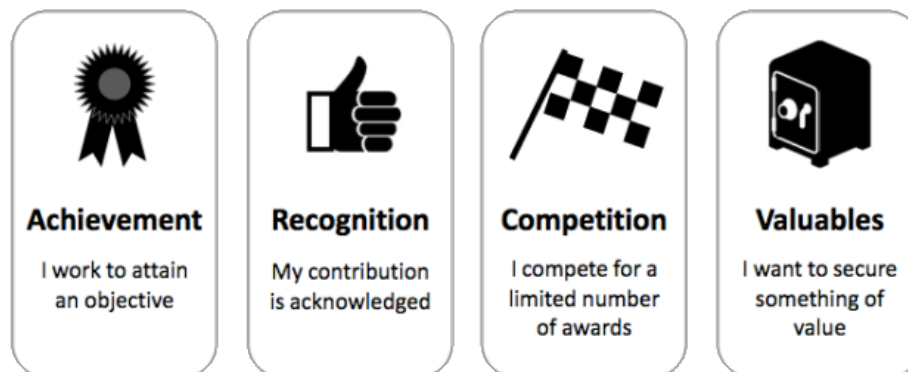 Achievement
I work to attain
an objective
Recognition
My contribution
is acknowledged
Competition
I compete for a
limited number
of awards
Valuables
I want to secure
something of
value